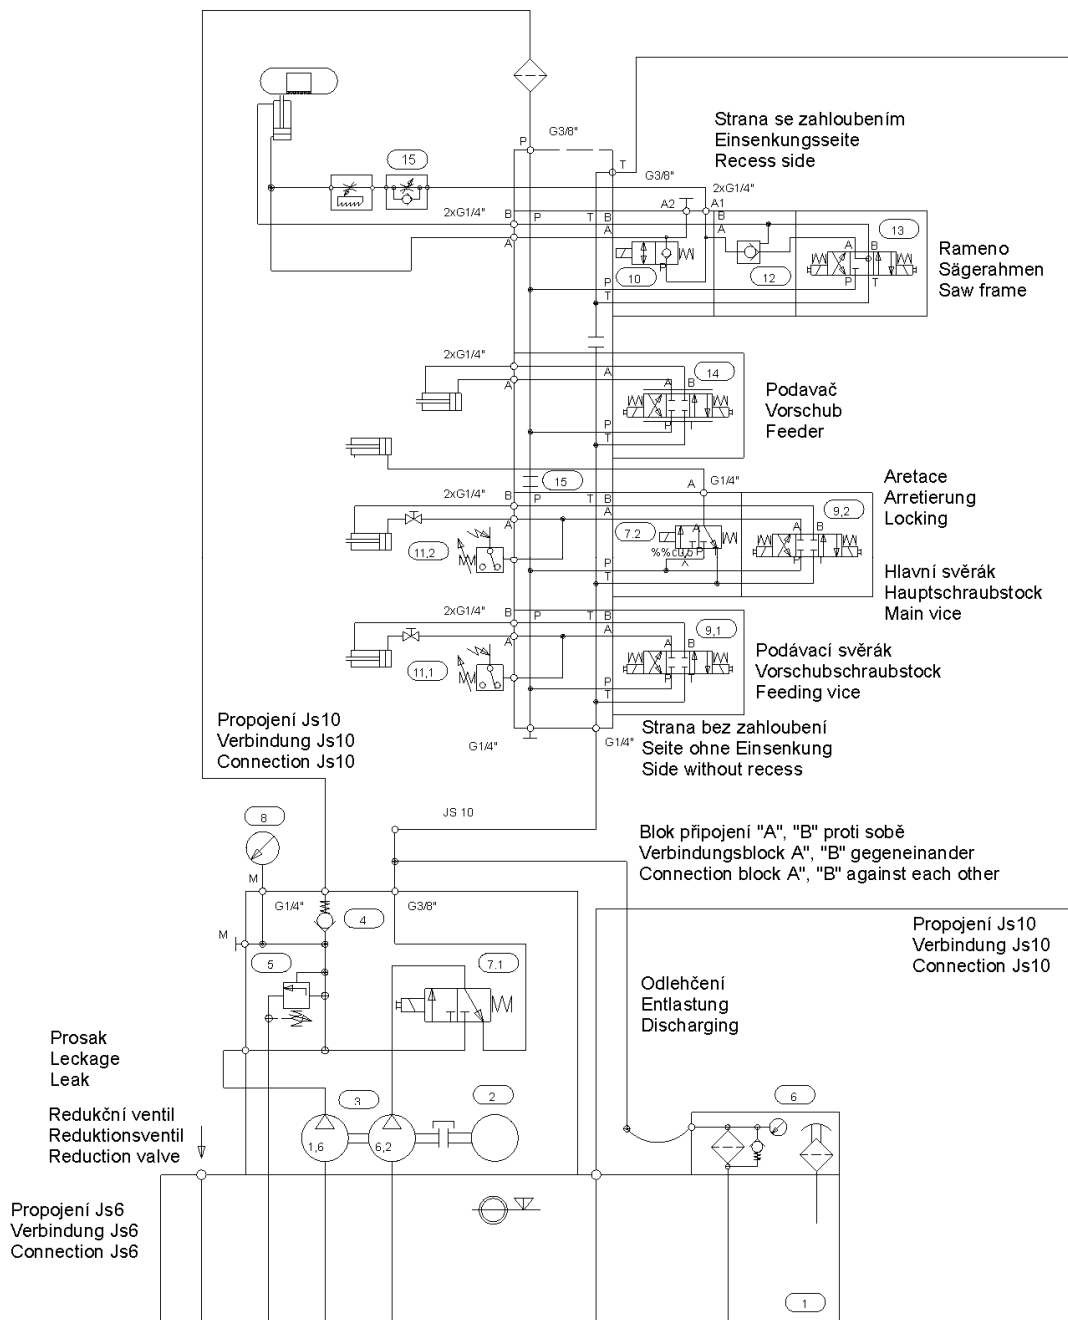 P
G3/8"
T
Strana se zahloubením
Einsenkungsseite
Recess side
15
G3/8"
2xG1/4"
A2
A1
2xG1/4"
B
P
T
B
B
A
A
A
A
B
13
Rameno
Sägerahmen
Saw frame
P
10
12
P
T
P
T
2xG1/4"
A
A
A
B
14
P
T
P
Podavač
Vorschub
Feeder
15
A
G1/4"
Aretace
Arretierung
Locking
2xG1/4"
B
P
T
B
A
A
9,2
7.2
A
A
B
11,2
%%c0,6
P
X
P
T
P
Hlavní svěrák
Hauptschraubstock
Main vice
2xG1/4"
B
P
T
B
A
A
9,1
A
B
11,1
P
T
P
Podávací svěrák
Vorschubschraubstock
Feeding vice
Propojení Js10
Verbindung Js10
Connection Js10
G1/4"
G1/4"
Strana bez zahloubení
Seite ohne Einsenkung
Side without recess
8
JS 10
Blok připojení "A", "B" proti sobě
Verbindungsblock A", "B" gegeneinander
Connection block A", "B" against each other
M
G1/4"
G3/8"
4
M
5
7.1
Propojení Js10
Verbindung Js10
Connection Js10
Odlehčení
Entlastung
Discharging
Prosak
Leckage
Leak
3
2
6
Redukční ventil
Reduktionsventil
Reduction valve
1,6
6,2
Propojení Js6
Verbindung Js6
Connection Js6
1